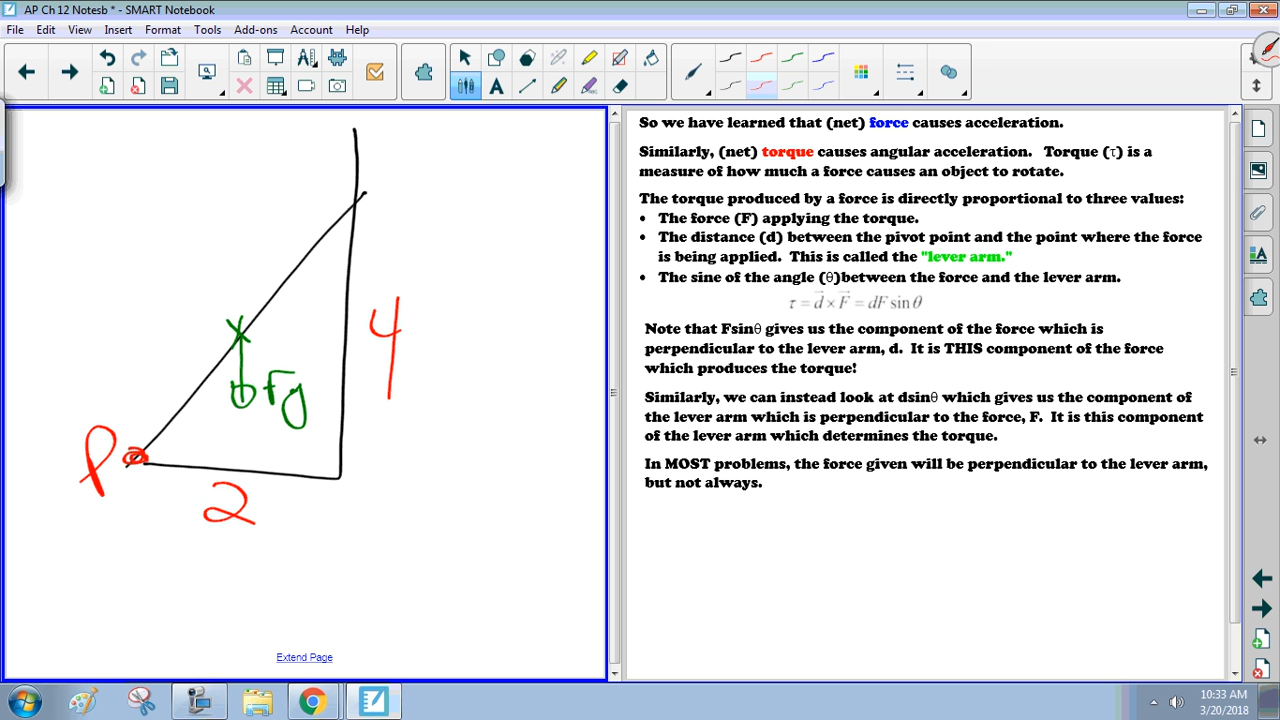 AP Ch 12 Notesb * - SMART Notebook
File Edit View Insert Format Tools Add-ons Account Help
4
Fg
P
2
Extend Page
So we have learned that (net) force causes acceleration.
Similarly, (net) torque causes angular acceleration. Torque (τ) is a
measure of how much a force causes an object to rotate.
The torque produced by a force is directly proportional to three values:
• The force (F) applying the torque.
• The distance (d) between the pivot point and the point where the force
is being applied. This is called the "lever arm."
• The sine of the angle (θ)between the force and the lever arm.
τ = d⃗ × F⃗ = dF sin θ
Note that Fsinθ gives us the component of the force which is
perpendicular to the lever arm, d. It is THIS component of the force
which produces the torque!
Similarly, we can instead look at dsinθ which gives us the component of
the lever arm which is perpendicular to the force, F. It is this component
of the lever arm which determines the torque.
In MOST problems, the force given will be perpendicular to the lever arm,
but not always.
10:33 AM
3/20/2018